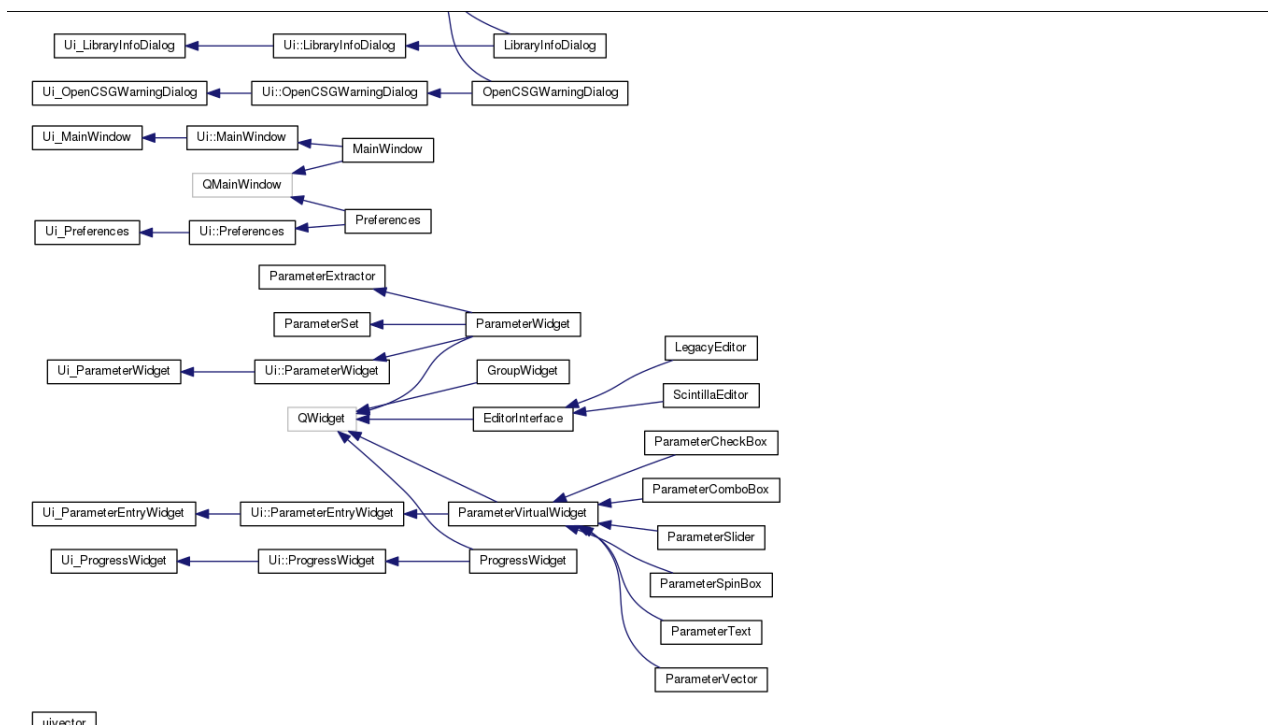 Ui_LibraryInfoDialog
Ui::LibraryInfoDialog
LibraryInfoDialog
Ui_OpenCSGWarningDialog
Ui::OpenCSGWarningDialog
OpenCSGWarningDialog
Ui_MainWindow
Ui::MainWindow
MainWindow
QMainWindow
Preferences
Ui_Preferences
Ui::Preferences
ParameterExtractor
ParameterSet
ParameterWidget
LegacyEditor
Ui_ParameterWidget
Ui::ParameterWidget
GroupWidget
ScintillaEditor
QWidget
EditorInterface
ParameterCheckBox
ParameterComboBox
Ui_ParameterEntryWidget
Ui::ParameterEntryWidget
ParameterVirtualWidget
ParameterSlider
Ui_ProgressWidget
Ui::ProgressWidget
ProgressWidget
ParameterSpinBox
ParameterText
ParameterVector
uivector